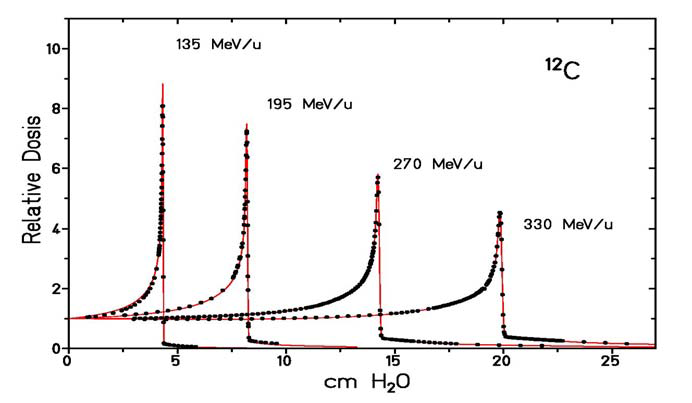 135 MeV/u
¹²C
195 MeV/u
270 MeV/u
330 MeV/u
Relative Dosis
10
8
6
4
2
0
0 5 10 15 20 25
cm H₂O